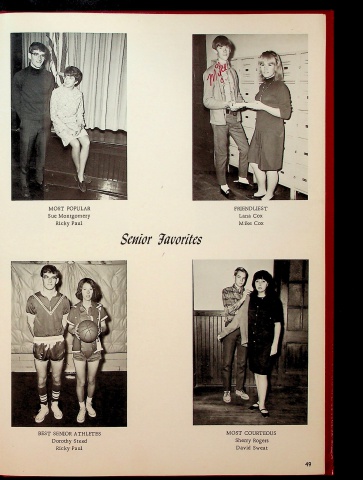 Mike
MOST POPULAR
Sue Montgomery
Ricky Paul
FRIENDLIEST
Lana Cox
Mike Cox
Senior Favorites
BEST SENIOR ATHLETES
Dorothy Steed
Ricky Paul
MOST COURTEOUS
Sherry Rogers
David Sweat
49